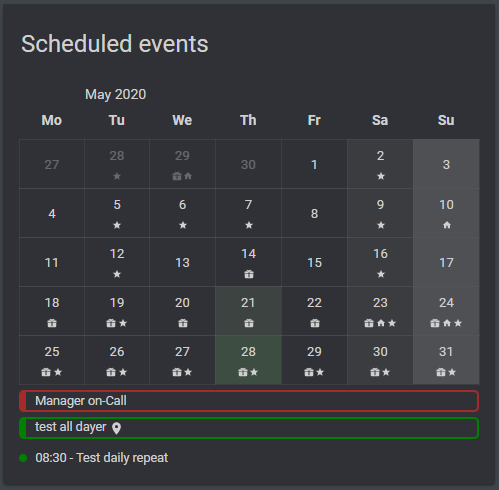 Scheduled events
May 2020
Mo Tu We Th Fr Sa Su
27 28 29 30 1 2 3
4 5 6 7 8 9 10
11 12 13 14 15 16 17
18 19 20 21 22 23 24
25 26 27 28 29 30 31
Manager on-Call
test all dayer
08:30 - Test daily repeat